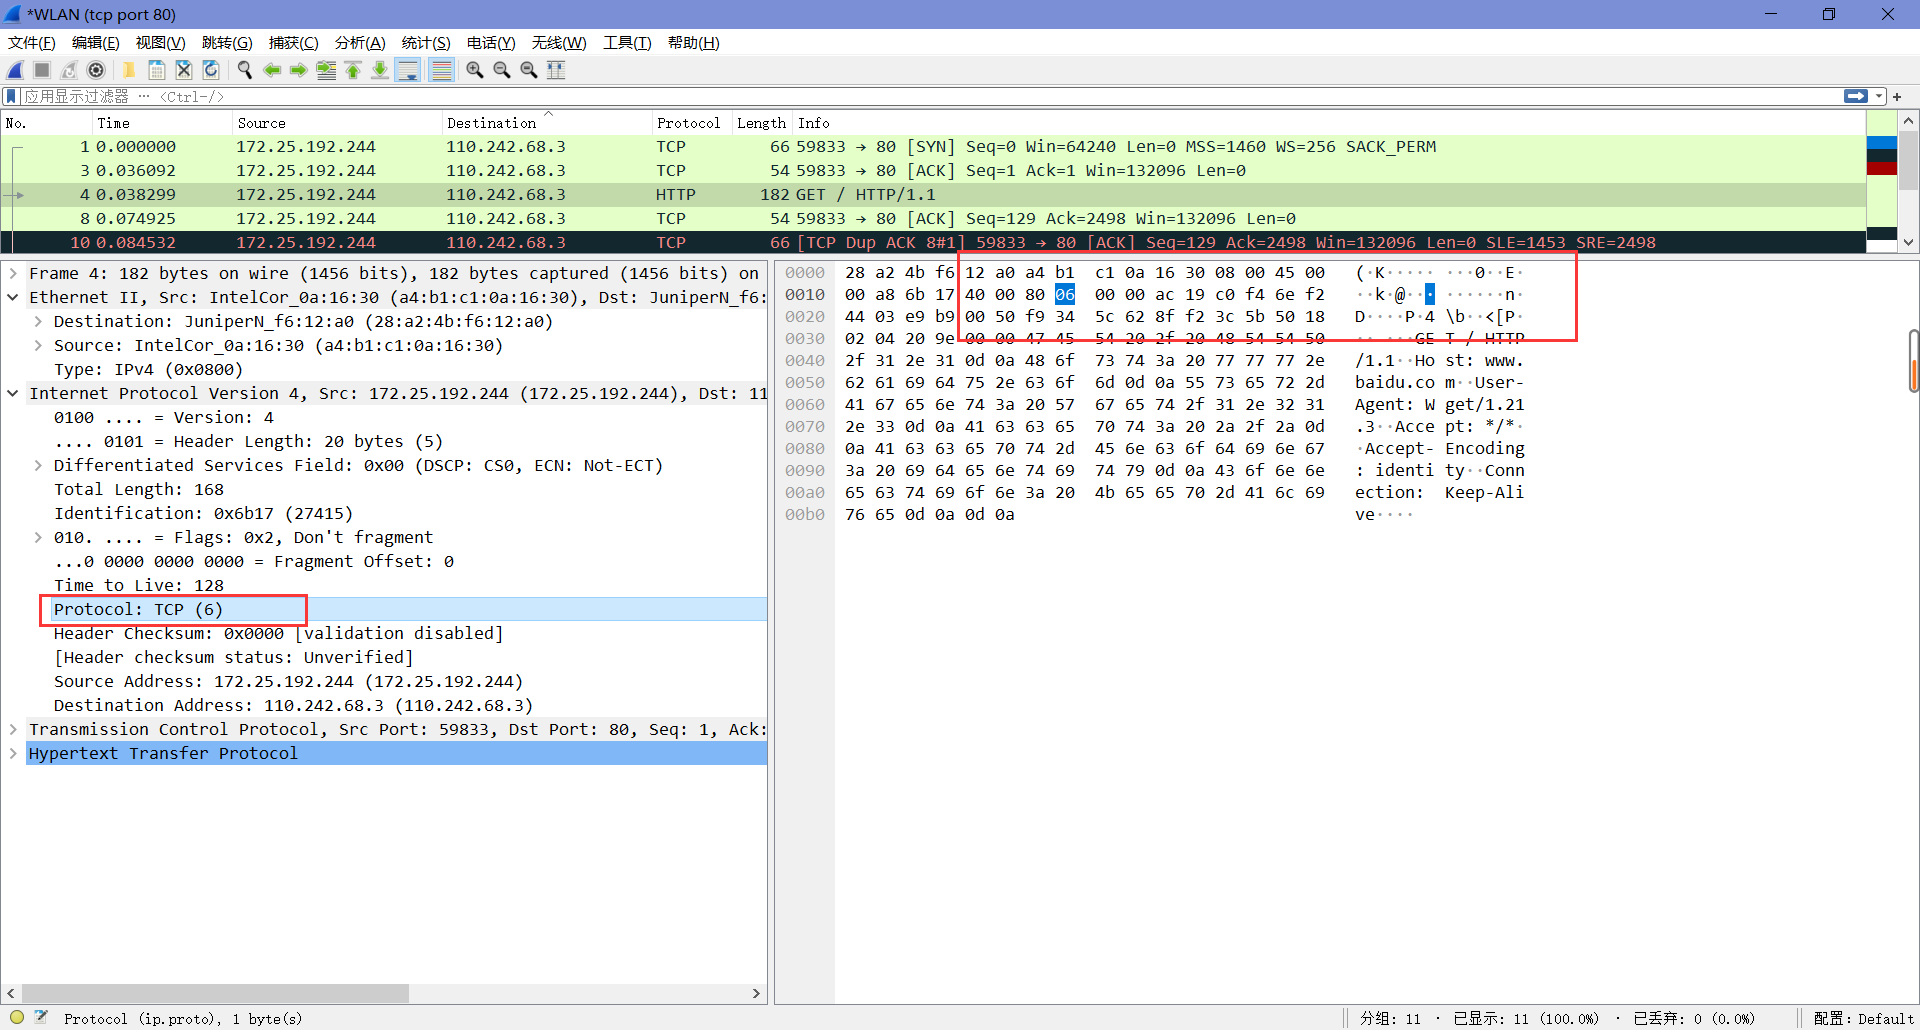 *WLAN (tcp port 80)
文件(F) 编辑(E) 视图(V) 跳转(G) 捕获(C) 分析(A) 统计(S) 电话(Y) 无线(W) 工具(T) 帮助(H)
应用显示过滤器 … <Ctrl-/>
No. Time Source Destination Protocol Length Info
1 0.000000 172.25.192.244 110.242.68.3 TCP 66 59833 → 80 [SYN] Seq=0 Win=64240 Len=0 MSS=1460 WS=256 SACK_PERM
3 0.036092 172.25.192.244 110.242.68.3 TCP 54 59833 → 80 [ACK] Seq=1 Ack=1 Win=132096 Len=0
4 0.038299 172.25.192.244 110.242.68.3 HTTP 182 GET / HTTP/1.1
8 0.074925 172.25.192.244 110.242.68.3 TCP 54 59833 → 80 [ACK] Seq=129 Ack=2498 Win=132096 Len=0
10 0.084532 172.25.192.244 110.242.68.3 TCP 66 [TCP Dup ACK 8#1] 59833 → 80 [ACK] Seq=129 Ack=2498 Win=132096 Len=0 SLE=1453 SRE=2498
Frame 4: 182 bytes on wire (1456 bits), 182 bytes captured (1456 bits) on
Ethernet II, Src: IntelCor_0a:16:30 (a4:b1:c1:0a:16:30), Dst: JuniperN_f6:
Destination: JuniperN_f6:12:a0 (28:a2:4b:f6:12:a0)
Source: IntelCor_0a:16:30 (a4:b1:c1:0a:16:30)
Type: IPv4 (0x0800)
Internet Protocol Version 4, Src: 172.25.192.244 (172.25.192.244), Dst: 11
0100 .... = Version: 4
.... 0101 = Header Length: 20 bytes (5)
Differentiated Services Field: 0x00 (DSCP: CS0, ECN: Not-ECT)
Total Length: 168
Identification: 0x6b17 (27415)
010. .... = Flags: 0x2, Don't fragment
...0 0000 0000 0000 = Fragment Offset: 0
Time to Live: 128
Protocol: TCP (6)
Header Checksum: 0x0000 [validation disabled]
[Header checksum status: Unverified]
Source Address: 172.25.192.244 (172.25.192.244)
Destination Address: 110.242.68.3 (110.242.68.3)
Transmission Control Protocol, Src Port: 59833, Dst Port: 80, Seq: 1, Ack:
Hypertext Transfer Protocol
0000 28 a2 4b f6 12 a0 a4 b1 c1 0a 16 30 08 00 45 00 (·K····· ···0··E·
0010 00 a8 6b 17 40 00 80 06 00 00 ac 19 c0 f4 6e f2 ··k·@··· ······n·
0020 44 03 e9 b9 00 50 f9 34 5c 62 8f f2 3c 5b 50 18 D····P·4 \b··<[P·
0030 02 04 20 9e 00 00 47 45 54 20 2f 20 48 54 54 50 ·· ···GE T / HTTP
0040 2f 31 2e 31 0d 0a 48 6f 73 74 3a 20 77 77 77 2e /1.1··Ho st: www.
0050 62 61 69 64 75 2e 63 6f 6d 0d 0a 55 73 65 72 2d baidu.co m··User-
0060 41 67 65 6e 74 3a 20 57 67 65 74 2f 31 2e 32 31 Agent: W get/1.21
0070 2e 33 0d 0a 41 63 63 65 70 74 3a 20 2a 2f 2a 0d .3··Acce pt: */*·
0080 0a 41 63 63 65 70 74 2d 45 6e 63 6f 64 69 6e 67 ·Accept- Encoding
0090 3a 20 69 64 65 6e 74 69 74 79 0d 0a 43 6f 6e 6e : identi ty··Conn
00a0 65 63 74 69 6f 6e 3a 20 4b 65 65 70 2d 41 6c 69 ection:  Keep-Ali
00b0 76 65 0d 0a 0d 0a ve····
Protocol (ip.proto), 1 byte(s) 分组: 11 · 已显示: 11 (100.0%) · 已丢弃: 0 (0.0%) 配置: Default